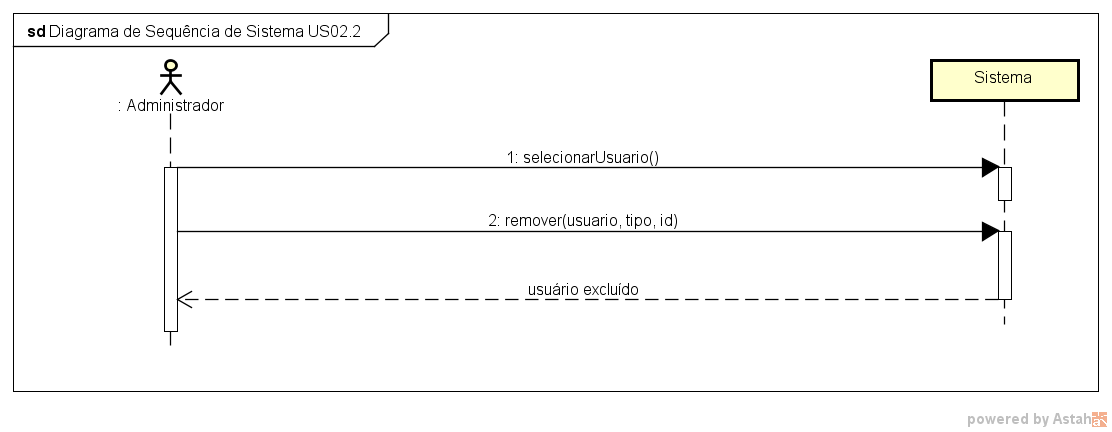 sd Diagrama de Sequência de Sistema US02.2
: Administrador
Sistema
1: selecionarUsuario()
2: remover(usuario, tipo, id)
usuário excluído
powered by Astah